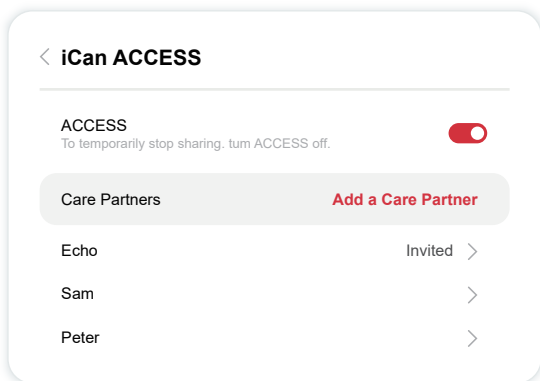 iCan ACCESS
ACCESS
To temporarily stop sharing. tum ACCESS off.
Care Partners Add a Care Partner
Echo Invited
Sam
Peter